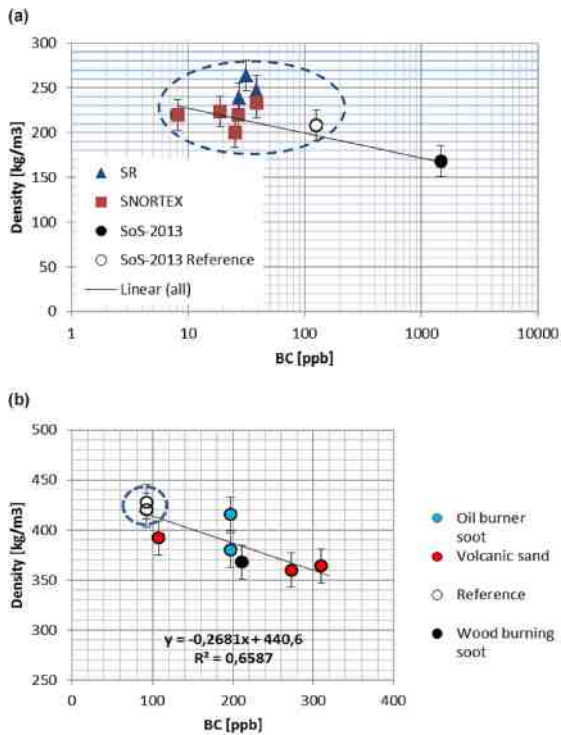 (a)
300
250
200
150
100
50
0
Density [kg/m3]
SR
SNORTEX
SoS-2013
SoS-2013 Reference
Linear (all)
1
10
100
1000
10000
BC [ppb]
(b)
500
450
400
350
300
250
Density [kg/m3]
y = -0,2681x + 440,6
R² = 0,6587
0
100
200
300
400
BC [ppb]
Oil burner
soot
Volcanic sand
Reference
Wood burning
soot